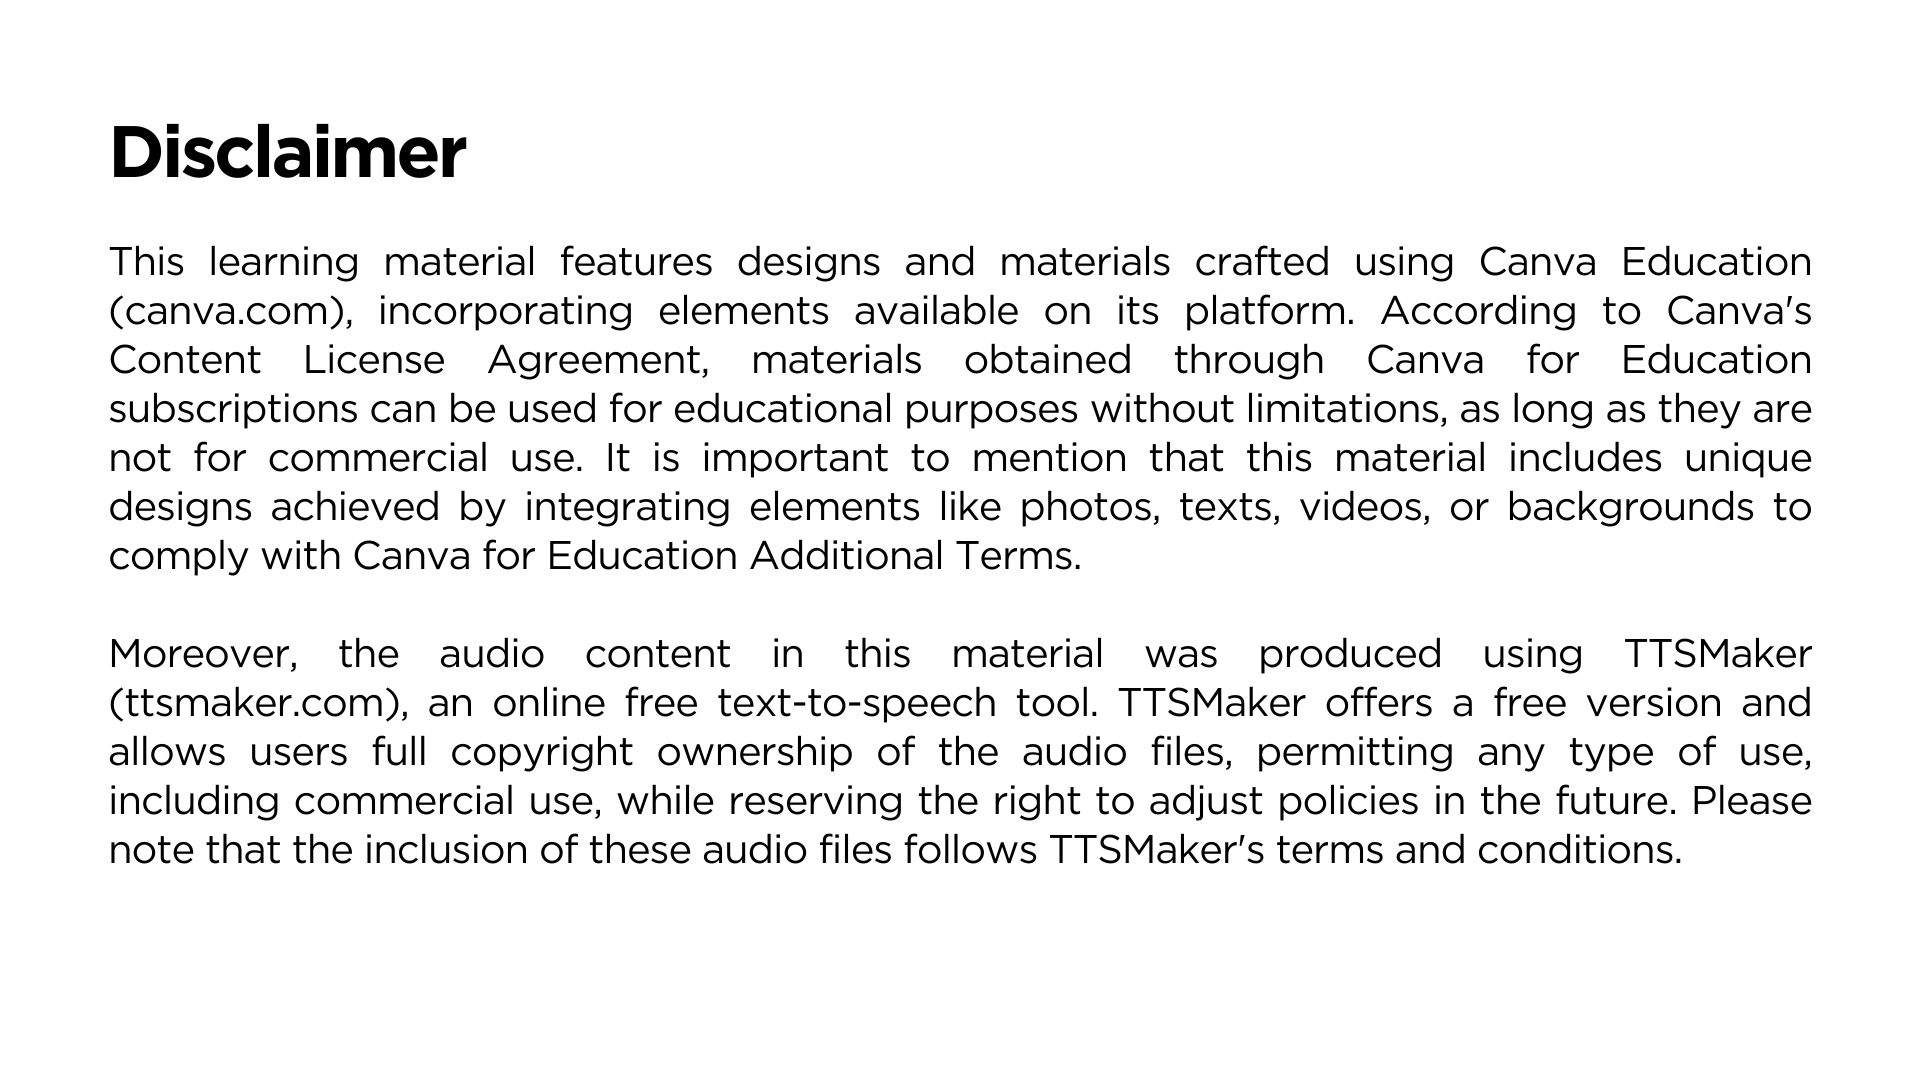 Disclaimer
This learning material features designs and materials crafted using Canva Education
(canva.com), incorporating elements available on its platform. According to Canva's
Content License Agreement, materials obtained through Canva for Education
subscriptions can be used for educational purposes without limitations, as long as they are
not for commercial use. It is important to mention that this material includes unique
designs achieved by integrating elements like photos, texts, videos, or backgrounds to
comply with Canva for Education Additional Terms.
Moreover, the audio content in this material was produced using TTSMaker
(ttsmaker.com), an online free text-to-speech tool. TTSMaker offers a free version and
allows users full copyright ownership of the audio files, permitting any type of use,
including commercial use, while reserving the right to adjust policies in the future. Please
note that the inclusion of these audio files follows TTSMaker's terms and conditions.